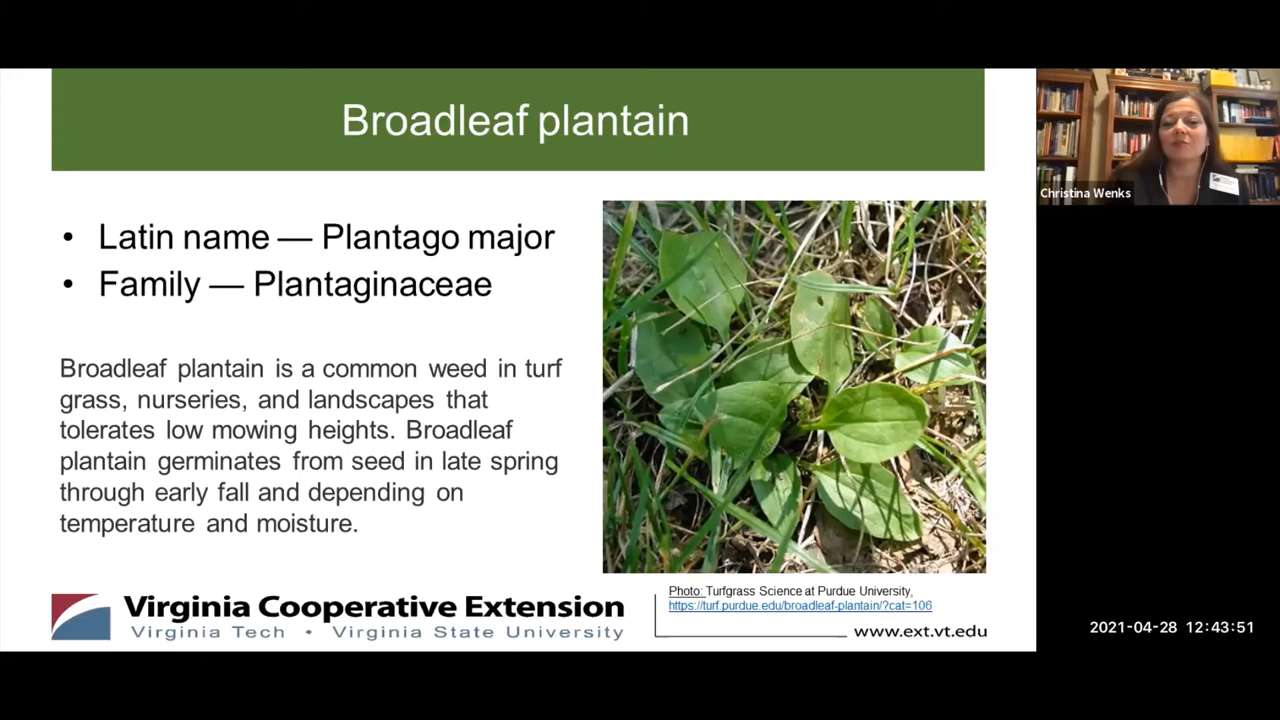 Broadleaf plantain
• Latin name — Plantago major
• Family — Plantaginaceae
Broadleaf plantain is a common weed in turf
grass, nurseries, and landscapes that
tolerates low mowing heights. Broadleaf
plantain germinates from seed in late spring
through early fall and depending on
temperature and moisture.
Virginia Cooperative Extension
Virginia Tech • Virginia State University
Photo: Turfgrass Science at Purdue University,
https://turf.purdue.edu/broadleaf-plantain/?cat=106
www.ext.vt.edu
Christina Wenks
2021-04-28 12:43:51